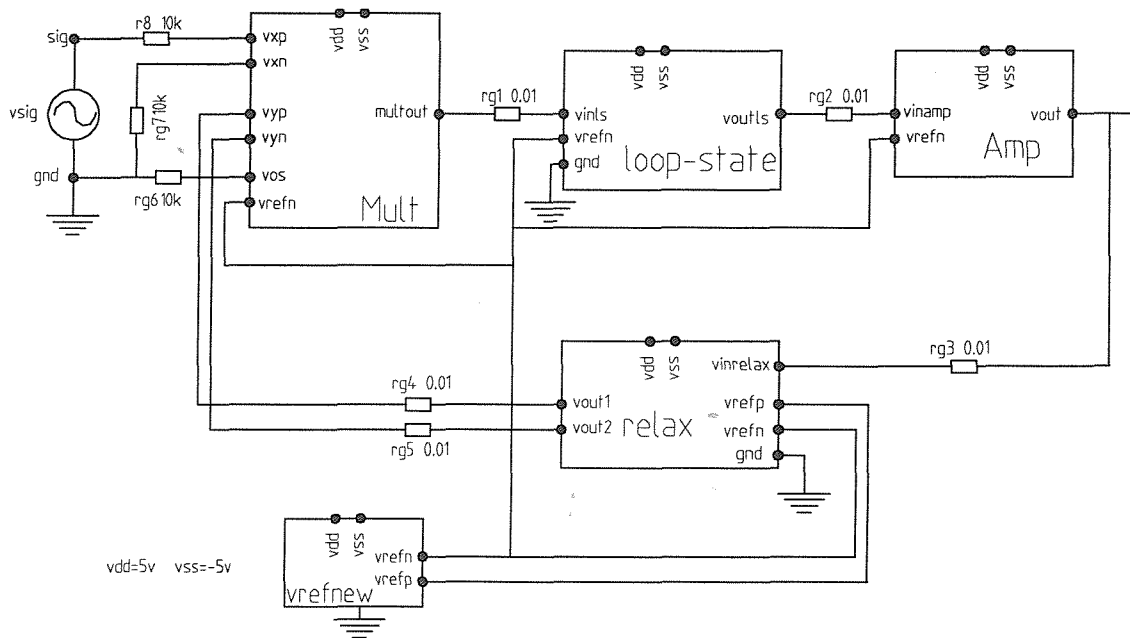 sig
r8 10k
vsig
rg7 10k
gnd
rg6 10k
vxp
vxn
vyp
vyn
vos
vrefn
vdd
vss
multout
Mult
rg1 0.01
vinls
vrefn
gnd
vdd
vss
voutls
loop-state
rg2 0.01
vinamp
vrefn
vdd
vss
vout
Amp
rg3 0.01
vdd
vss
vinrelax
vrefp
vrefn
gnd
vout1
vout2
relax
rg4 0.01
rg5 0.01
vdd
vss
vrefn
vrefp
vrefnew
vdd=5v vss=-5v